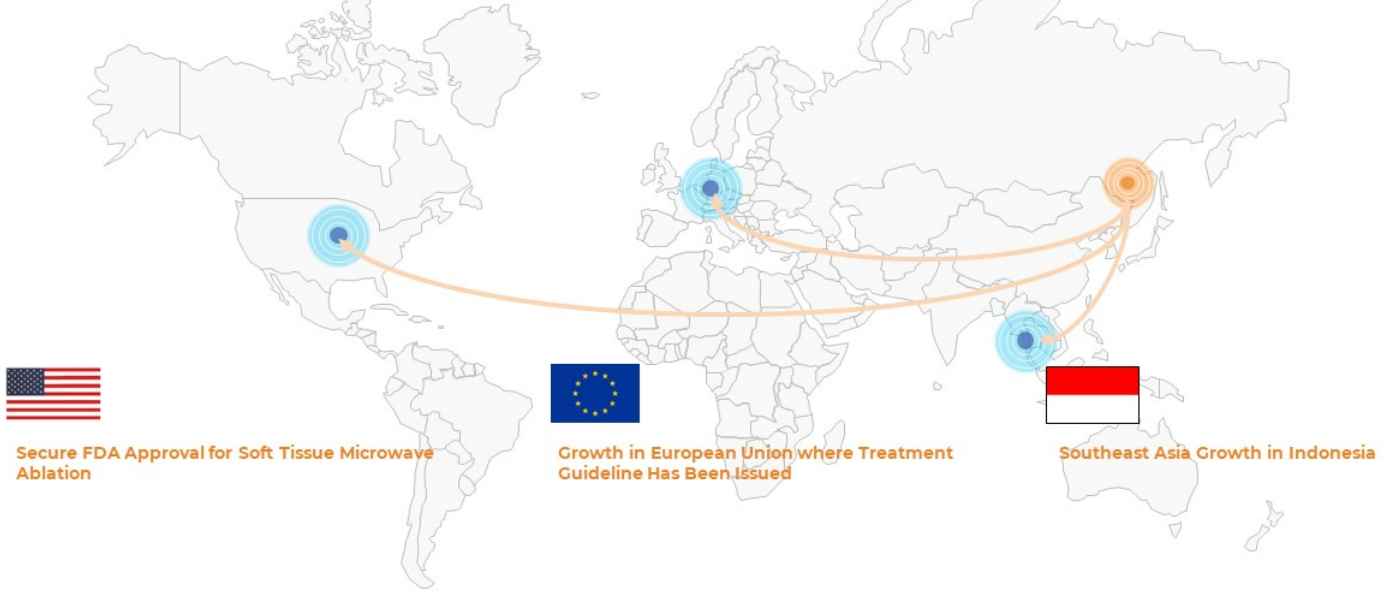 Secure FDA Approval for Soft Tissue Microwave
Ablation
Growth in European Union where Treatment
Guideline Has Been Issued
Southeast Asia Growth in Indonesia